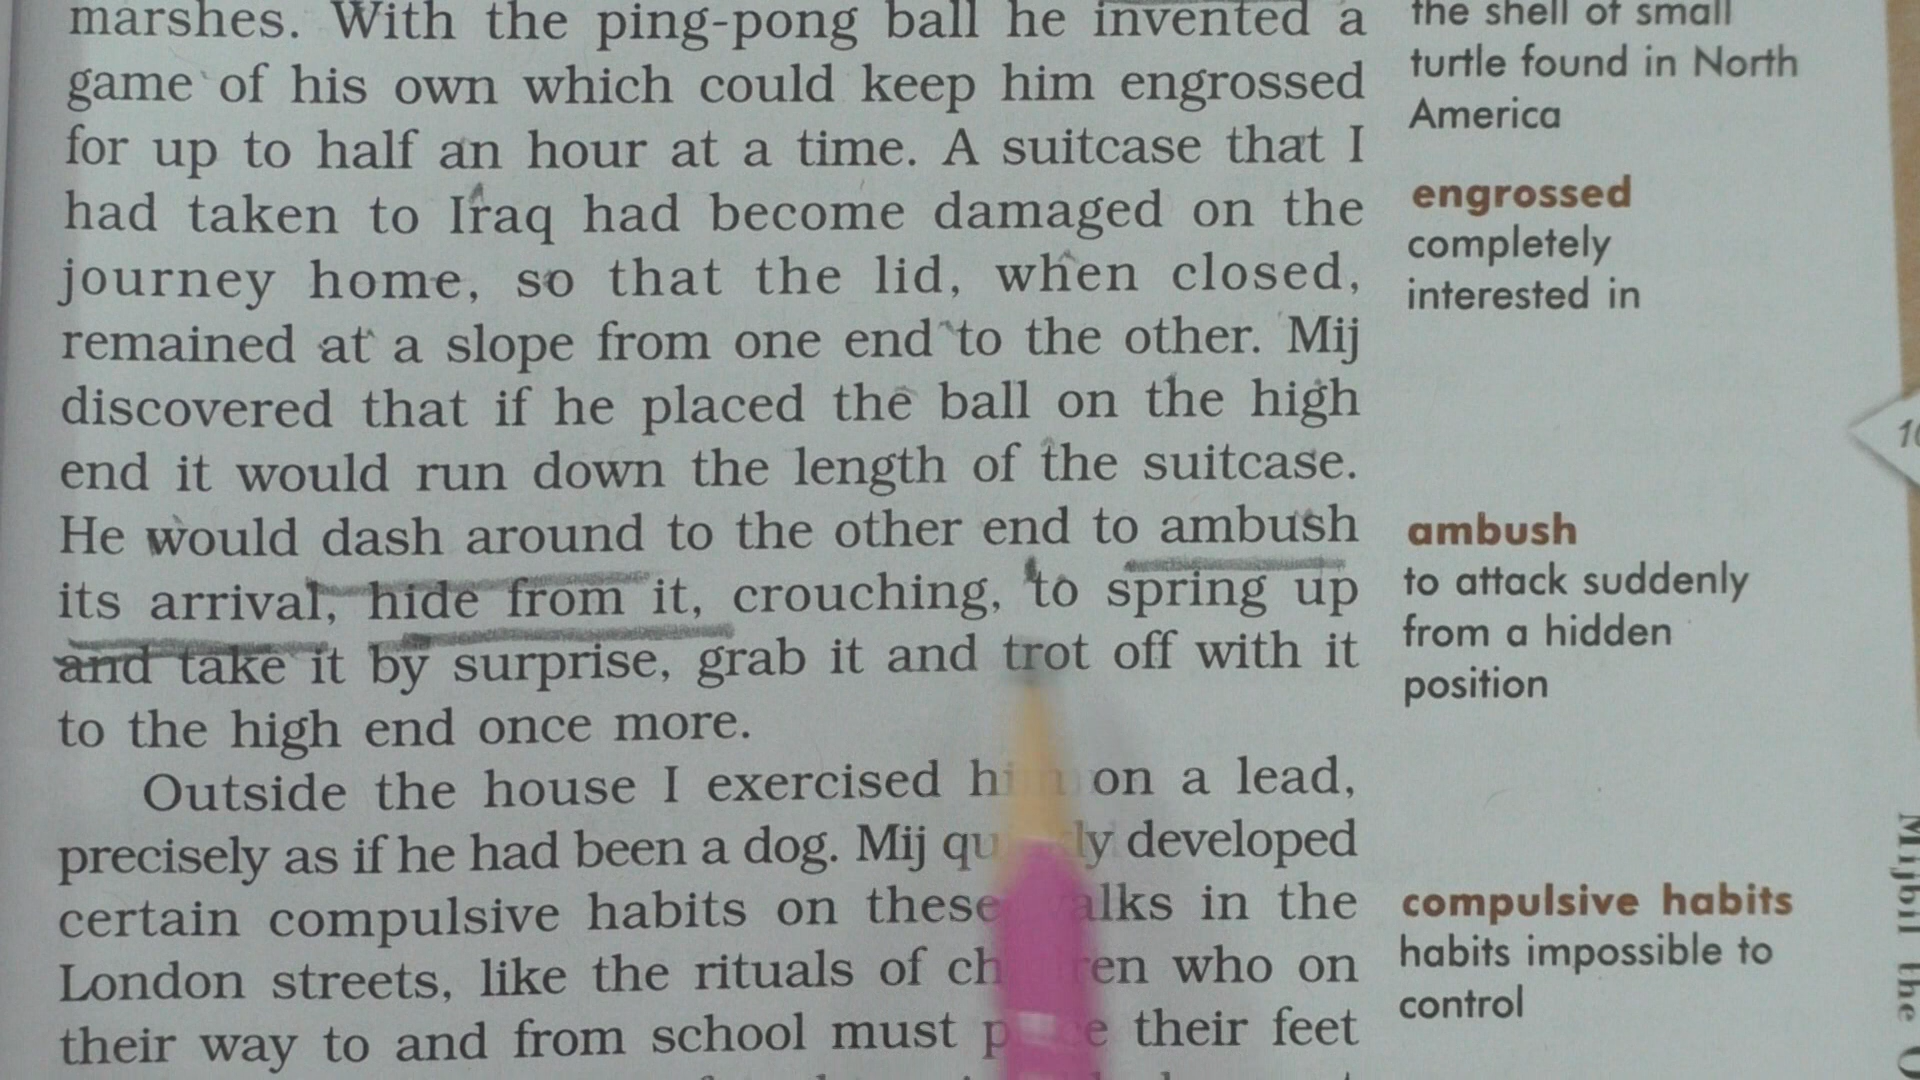 marshes. With the ping-pong ball he invented a
game of his own which could keep him engrossed
for up to half an hour at a time. A suitcase that I
had taken to Iraq had become damaged on the
journey home, so that the lid, when closed,
remained at a slope from one end to the other. Mij
discovered that if he placed the ball on the high
end it would run down the length of the suitcase.
He would dash around to the other end to ambush
its arrival, hide from it, crouching, to spring up
and take it by surprise, grab it and trot off with it
to the high end once more.
Outside the house I exercised him on a lead,
precisely as if he had been a dog. Mij developed
certain compulsive habits on these walks in the
London streets, like the rituals of children who on
their way to and from school must their feet
the shell of small
turtle found in North
America
engrossed
completely
interested in
ambush
to attack suddenly
from a hidden
position
compulsive habits
habits impossible to
control
Mijbil the